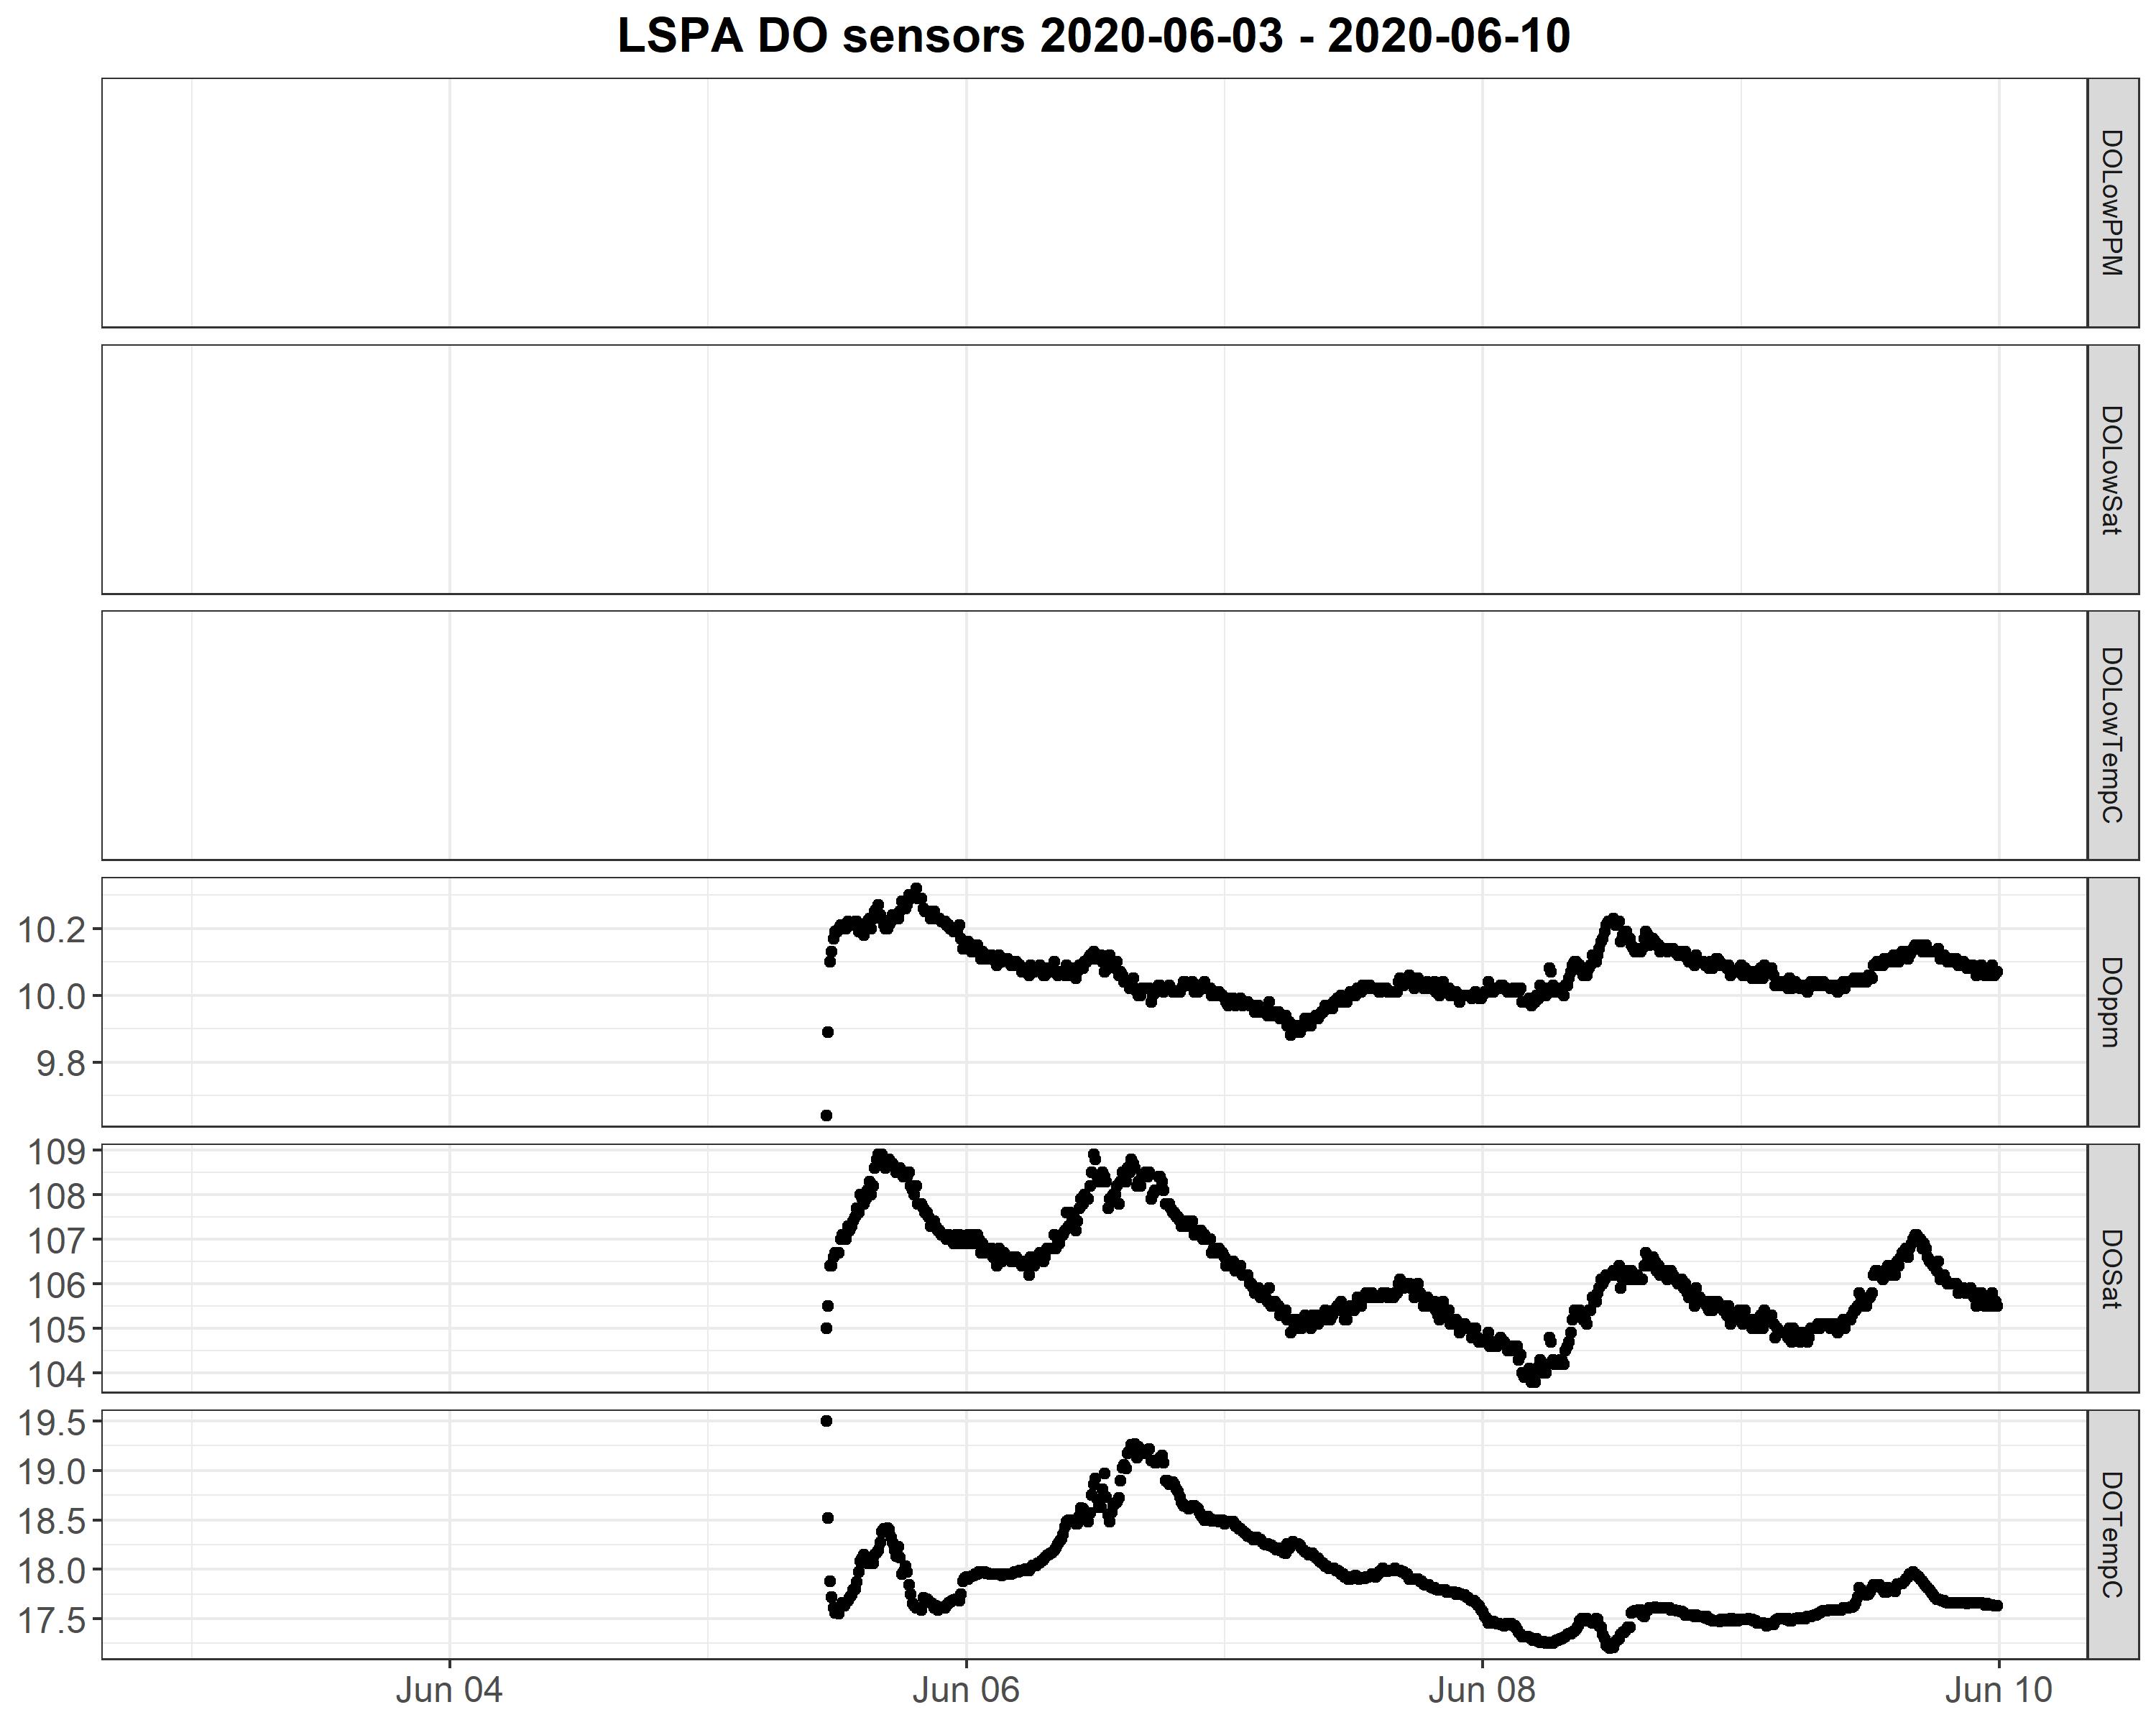 LSPA DO sensors 2020-06-03 - 2020-06-10
DOLowPPM
DOLowSat
DOLowTempC
10.2
10.0
9.8
DOppm
109
108
107
106
105
104
DOSat
19.5
19.0
18.5
18.0
17.5
DOTempC
Jun 04 Jun 06 Jun 08 Jun 10